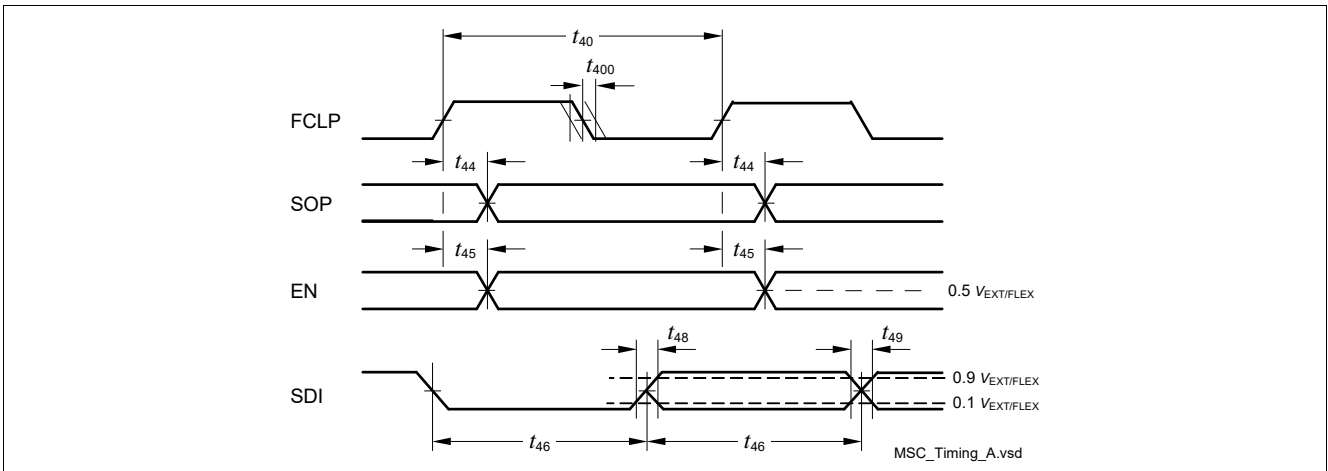 t40
t400
FCLP
t44 t44
SOP
t45 t45
EN
0.5 VEXT/FLEX
t48 t49
0.9 VEXT/FLEX
SDI
0.1 VEXT/FLEX
t46 t46
MSC_Timing_A.vsd